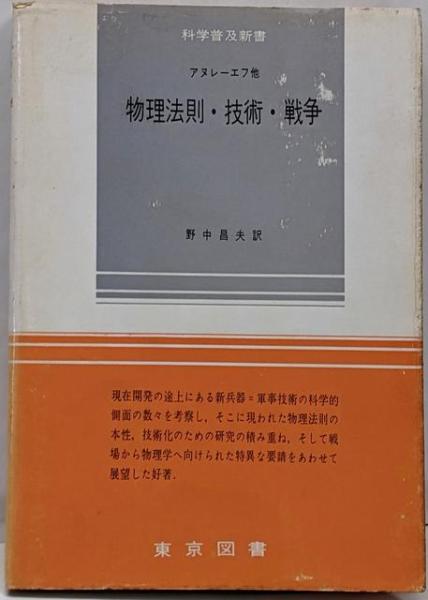 科学普及新書
アヌレーエフ他
物理法則・技術・戦争
野中昌夫訳
現在開発の途上にある新兵器=軍事技術の科学的
側面の数々を考察し,そこに現われた物理法則の
本性,技術化のための研究の積み重ね,そして戦
場から物理学へ向けられた特異な要請をあわせて
展望した好著.
東京図書